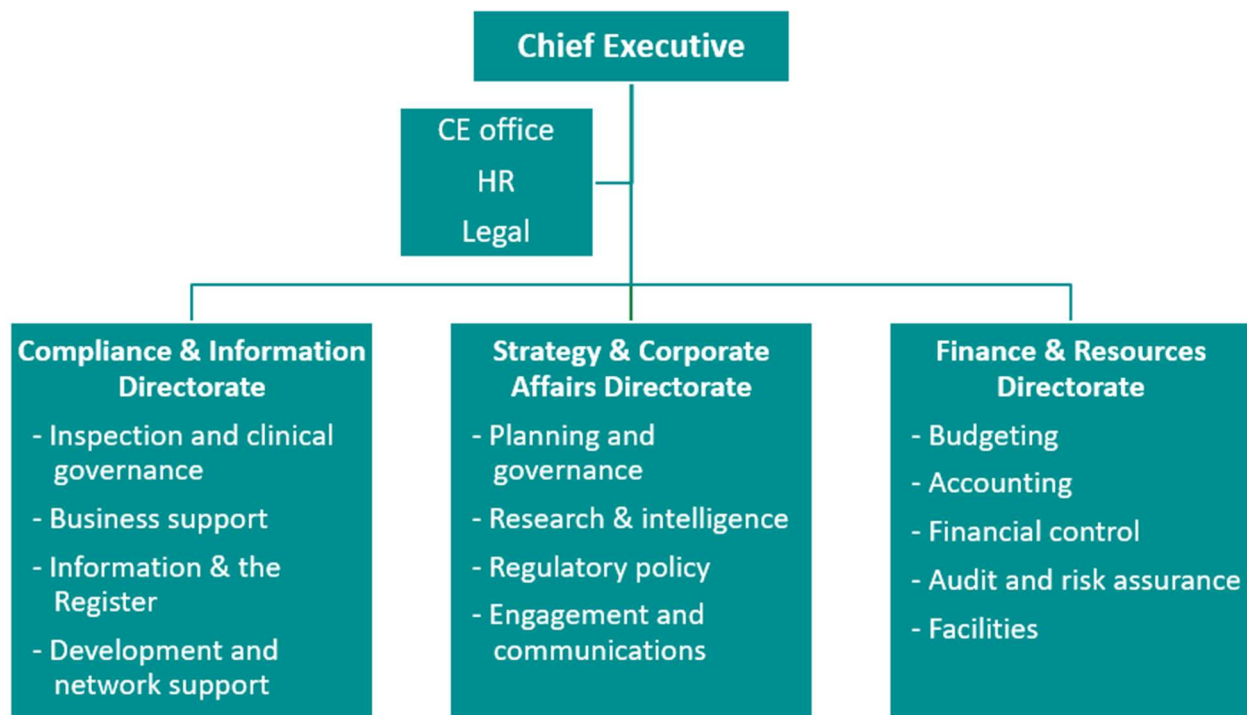 Chief Executive
CE office
HR
Legal
Compliance & Information
Directorate
- Inspection and clinical
governance
- Business support
- Information & the
Register
- Development and
network support
Strategy & Corporate
Affairs Directorate
- Planning and
governance
- Research & intelligence
- Regulatory policy
- Engagement and
communications
Finance & Resources
Directorate
- Budgeting
- Accounting
- Financial control
- Audit and risk assurance
- Facilities